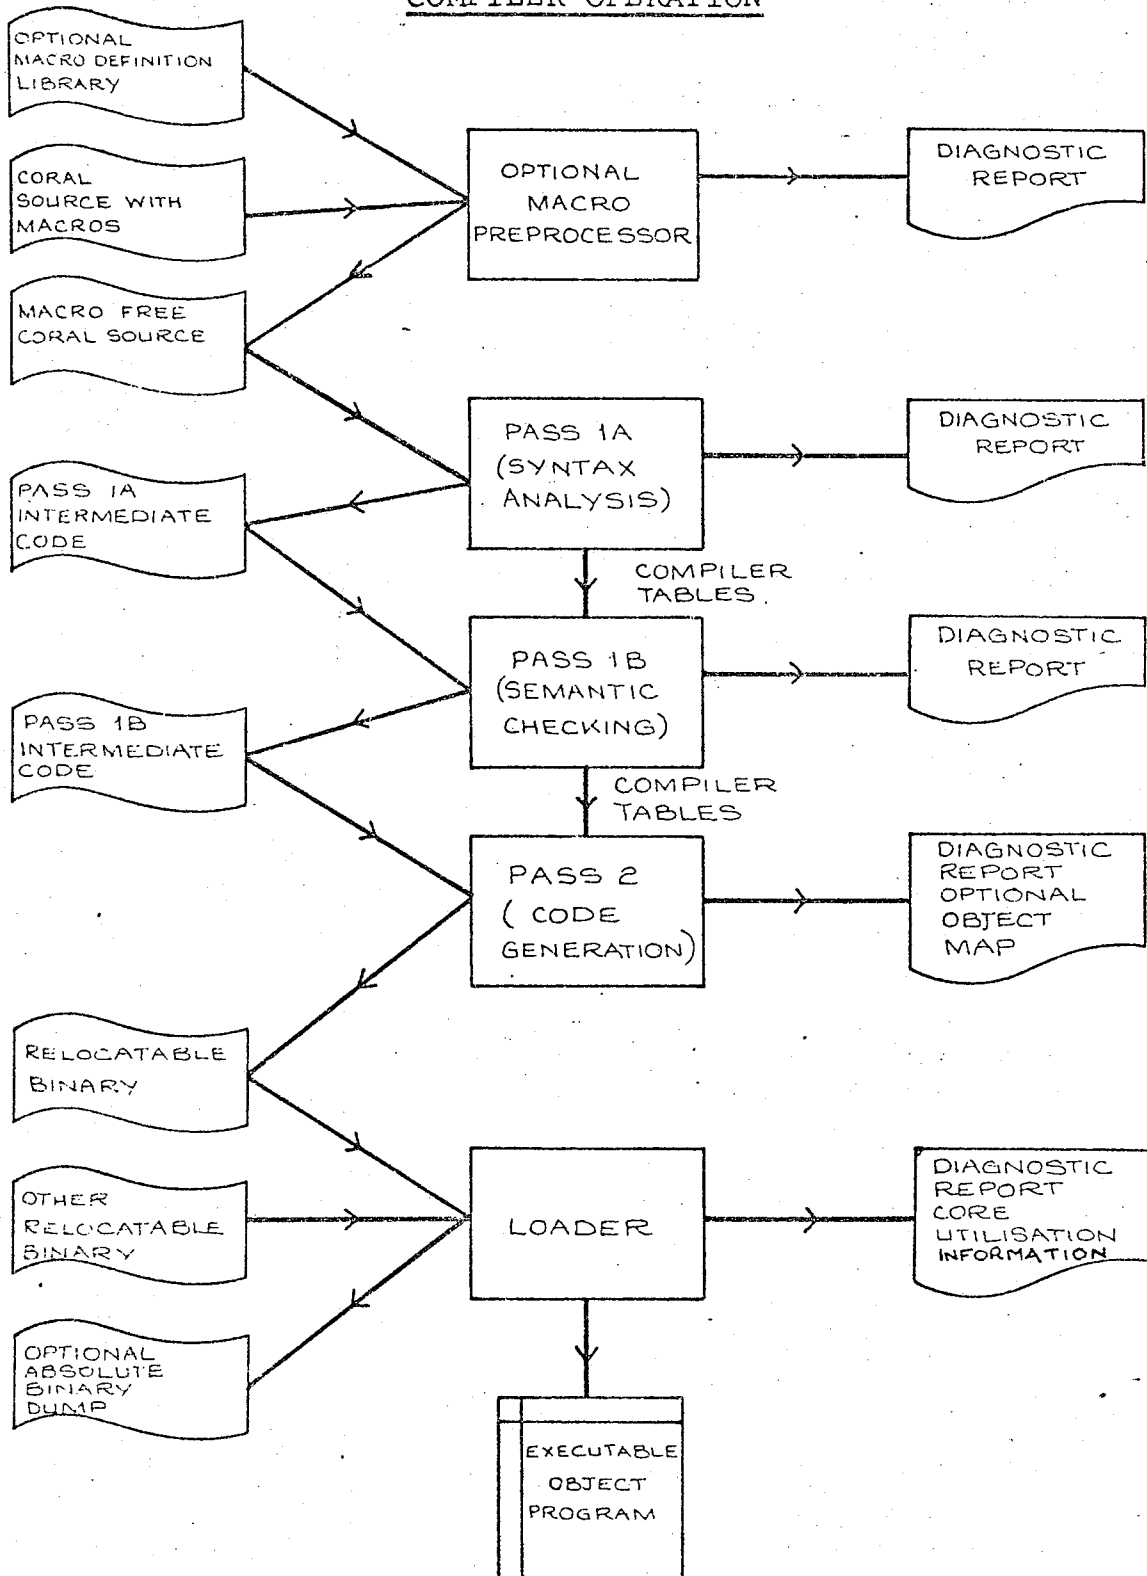 COMPILER OPERATION
OPTIONAL
MACRO DEFINITION
LIBRARY
CORAL
SOURCE WITH
MACROS
OPTIONAL
MACRO
PREPROCESSOR
DIAGNOSTIC
REPORT
MACRO FREE
CORAL SOURCE
PASS 1A
(SYNTAX
ANALYSIS)
DIAGNOSTIC
REPORT
PASS 1A
INTERMEDIATE
CODE
COMPILER
TABLES.
PASS 1B
(SEMANTIC
CHECKING)
DIAGNOSTIC
REPORT
PASS 1B
INTERMEDIATE
CODE
COMPILER
TABLES
PASS 2
( CODE
GENERATION)
DIAGNOSTIC
REPORT
OPTIONAL
OBJECT
MAP
RELOCATABLE
BINARY
OTHER
RELOCATABLE
BINARY
LOADER
DIAGNOSTIC
REPORT
CORE
UTILISATION
INFORMATION
OPTIONAL
ABSOLUTE
BINARY
DUMP
EXECUTABLE
OBJECT
PROGRAM